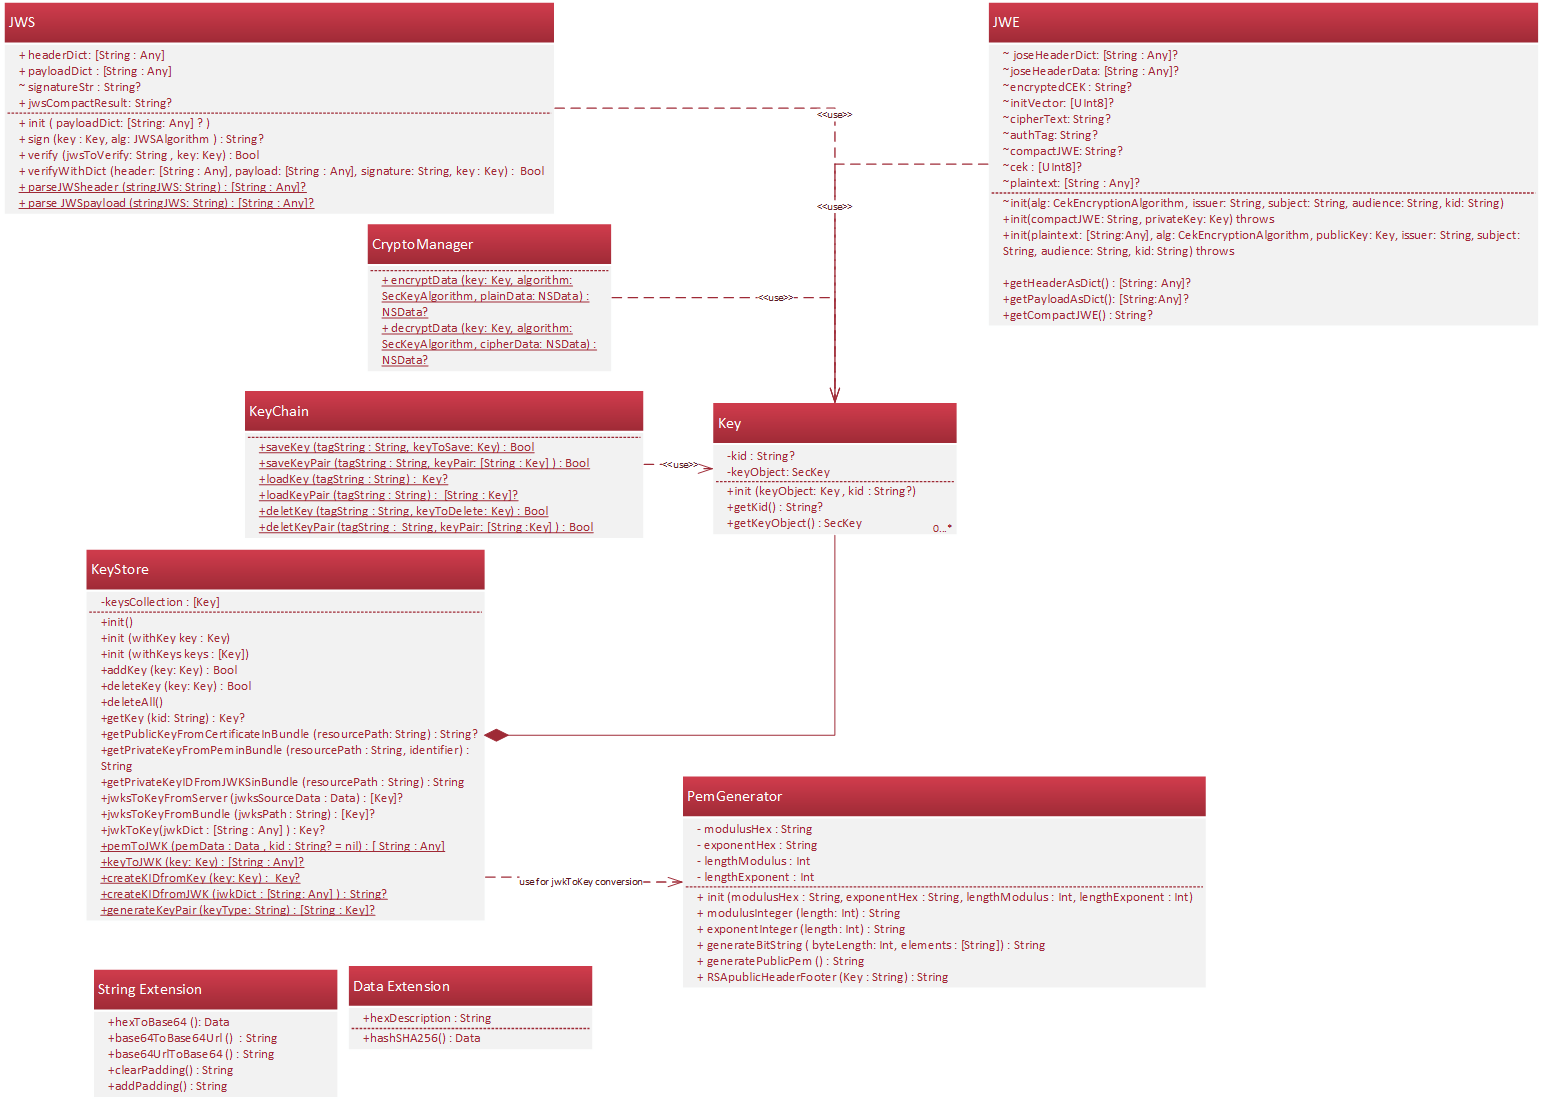 JWS
+ headerDict: [String : Any]
+ payloadDict : [String : Any]
~ signatureStr : String?
+ jwsCompactResult: String?
+ init ( payloadDict: [String: Any] ? )
+ sign (key : Key, alg: JWSAlgorithm ) : String?
+ verify (jwsToVerify: String , key: Key) : Bool
+ verifyWithDict (header: [String : Any], payload: [String : Any], signature: String, key : Key) : Bool
+ parseJWSheader (stringJWS: String) : [String : Any]?
+ parse JWSpayload (stringJWS: String) : [String : Any]?
JWE
~ joseHeaderDict: [String : Any]?
~joseHeaderData: [String : Any]?
~encryptedCEK : String?
~initVector: [UInt8]?
~cipherText: String?
~authTag: String?
~compactJWE: String?
~cek : [UInt8]?
~plaintext: [String : Any]?
~init(alg: CekEncryptionAlgorithm, issuer: String, subject: String, audience: String, kid: String)
+init(compactJWE: String, privateKey: Key) throws
+init(plaintext: [String:Any], alg: CekEncryptionAlgorithm, publicKey: Key, issuer: String, subject:
String, audience: String, kid: String) throws
+getHeaderAsDict() : [String: Any]?
+getPayloadAsDict(): [String:Any]?
+getCompactJWE() : String?
<<use>>
<<use>>
CryptoManager
+ encryptData (key: Key, algorithm:
SecKeyAlgorithm, plainData: NSData) :
NSData?
+ decryptData (key: Key, algorithm:
SecKeyAlgorithm, cipherData: NSData) :
NSData?
<<use>>
KeyChain
+saveKey (tagString : String, keyToSave: Key) : Bool
+saveKeyPair (tagString : String, keyPair: [String : Key] ) : Bool
+loadKey (tagString : String) : Key?
+loadKeyPair (tagString : String) : [String : Key]?
+deletKey (tagString : String, keyToDelete: Key) : Bool
+deletKeyPair (tagString : String, keyPair: [String :Key] ) : Bool
<<use>>
Key
-kid : String?
-keyObject: SecKey
+init (keyObject: Key , kid : String?)
+getKid() : String?
+getKeyObject() : SecKey
0...*
KeyStore
-keysCollection : [Key]
+init()
+init (withKey key : Key)
+init (withKeys keys : [Key])
+addKey (key: Key) : Bool
+deleteKey (key: Key) : Bool
+deleteAll()
+getKey (kid: String) : Key?
+getPublicKeyFromCertificateInBundle (resourcePath: String) : String?
+getPrivateKeyFromPeminBundle (resourcePath : String, identifier) :
String
+getPrivateKeyIDFromJWKSinBundle (resourcePath : String) : String
+jwksToKeyFromServer (jwksSourceData : Data) : [Key]?
+jwksToKeyFromBundle (jwksPath : String) : [Key]?
+jwkToKey(jwkDict : [String : Any] ) : Key?
+pemToJWK (pemData : Data , kid : String? = nil) : [ String : Any]
+keyToJWK (key: Key) : [String : Any]?
+createKIDfromKey (key: Key) : Key?
+createKIDfromJWK (jwkDict : [String: Any] ) : String?
+generateKeyPair (keyType: String) : [String : Key]?
use for jwkToKey conversion
PemGenerator
- modulusHex : String
- exponentHex : String
- lengthModulus : Int
- lengthExponent : Int
+ init (modulusHex : String, exponentHex : String, lengthModulus : Int, lengthExponent : Int)
+ modulusInteger (length: Int) : String
+ exponentInteger (length: Int) : String
+ generateBitString ( byteLength: Int, elements : [String]) : String
+ generatePublicPem () : String
+ RSApublicHeaderFooter (Key : String) : String
String Extension
+hexToBase64 (): Data
+base64ToBase64Url () : String
+base64UrlToBase64 () : String
+clearPadding() : String
+addPadding() : String
Data Extension
+hexDescription : String
+hashSHA256() : Data